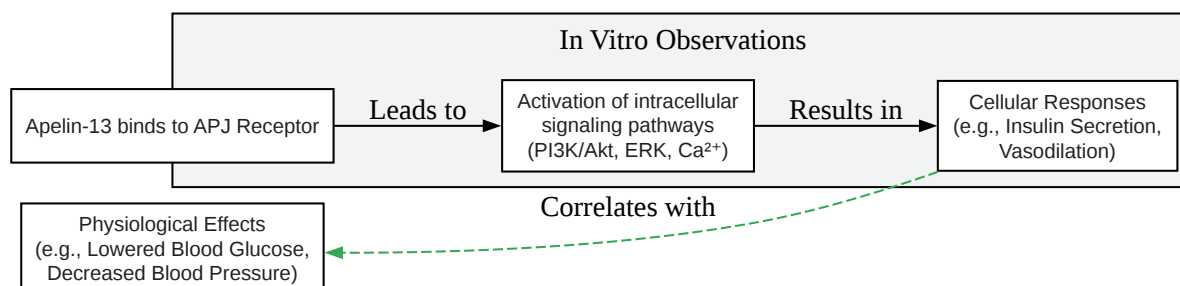 In Vitro Observations
Apelin-13 binds to APJ Receptor
Leads to
Activation of intracellular
signaling pathways
(PI3K/Akt, ERK, Ca²⁺)
Results in
Cellular Responses
(e.g., Insulin Secretion,
Vasodilation)
Correlates with
Physiological Effects
(e.g., Lowered Blood Glucose,
Decreased Blood Pressure)